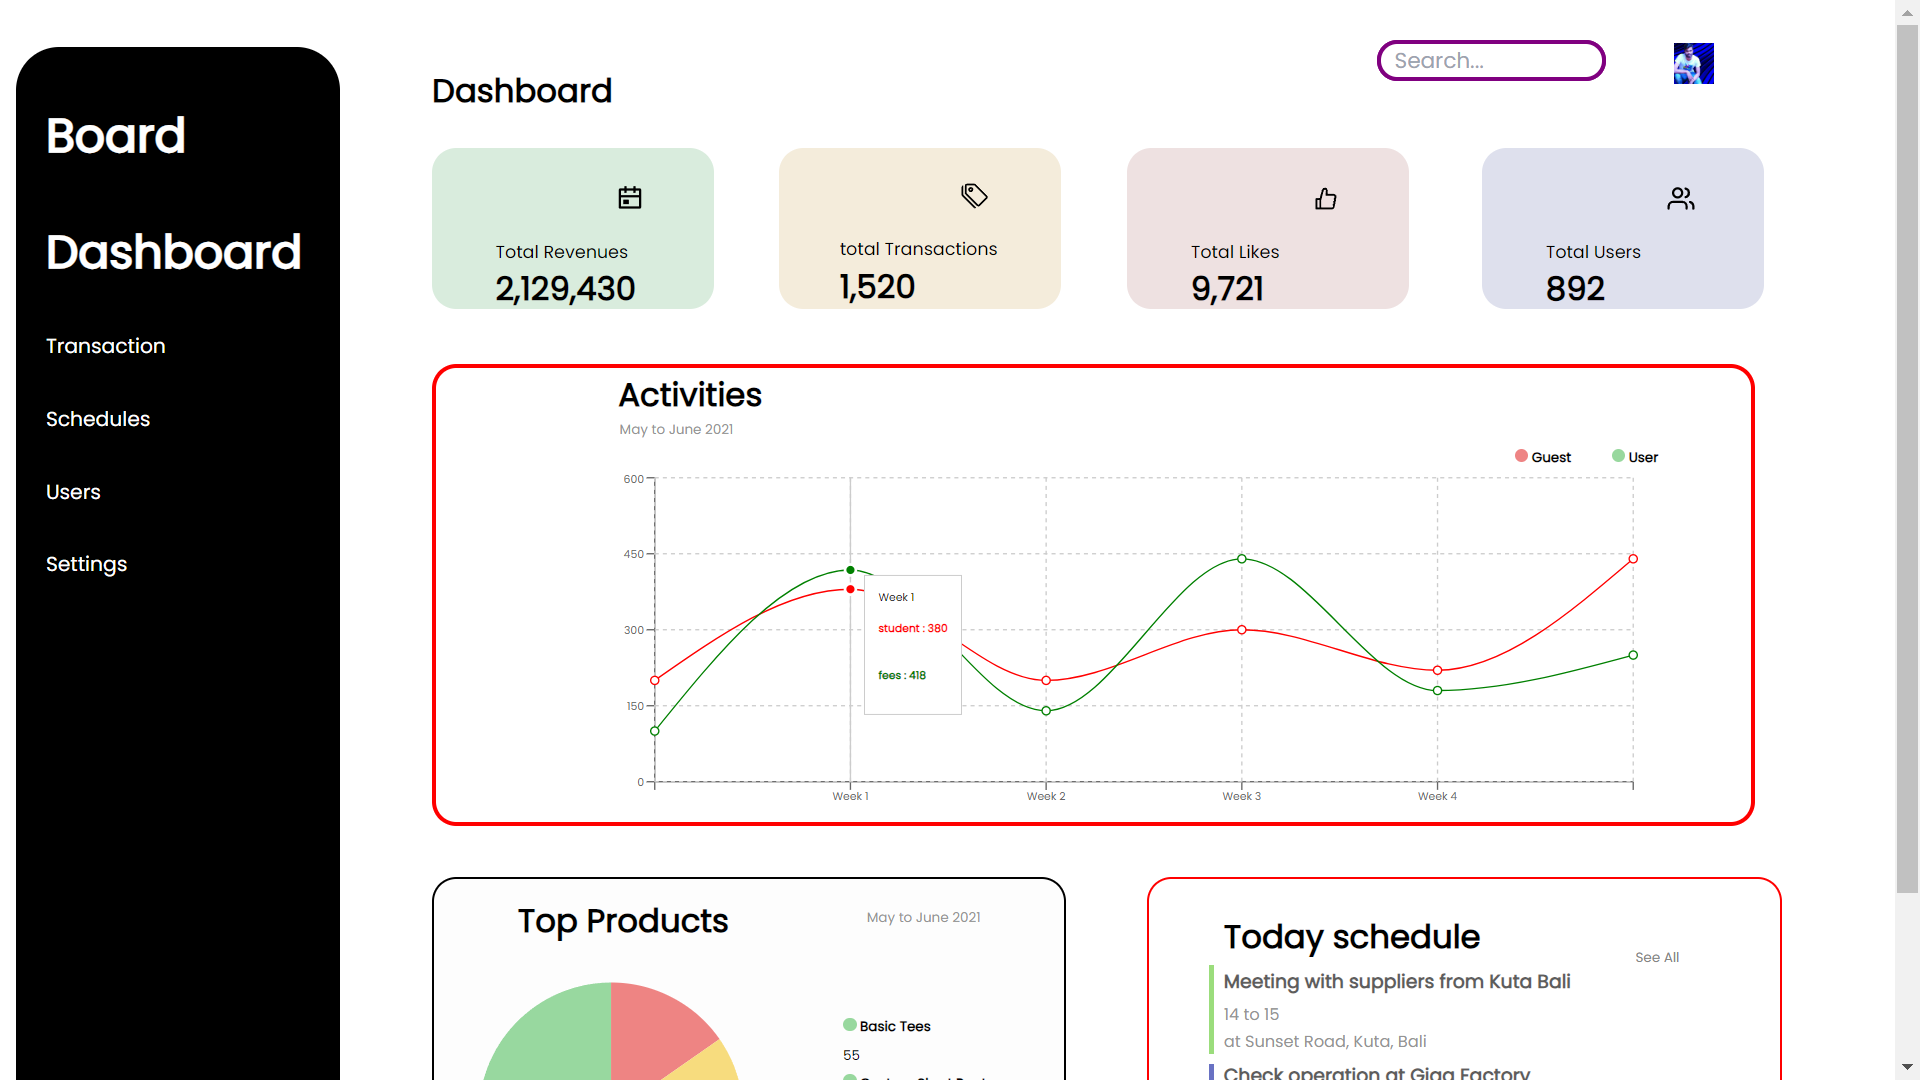 Board
Dashboard
Transaction
Schedules
Users
Settings
Dashboard
Search...
Total Revenues
2,129,430
total Transactions
1,520
Total Likes
9,721
Total Users
892
Activities
May to June 2021
Guest
User
600
450
300
150
0
Week 1
student : 380
fees : 418
Week 1
Week 2
Week 3
Week 4
Top Products
May to June 2021
Basic Tees
55
Today schedule
See All
Meeting with suppliers from Kuta Bali
14 to 15
at Sunset Road, Kuta, Bali
Check operation at Giga Factory